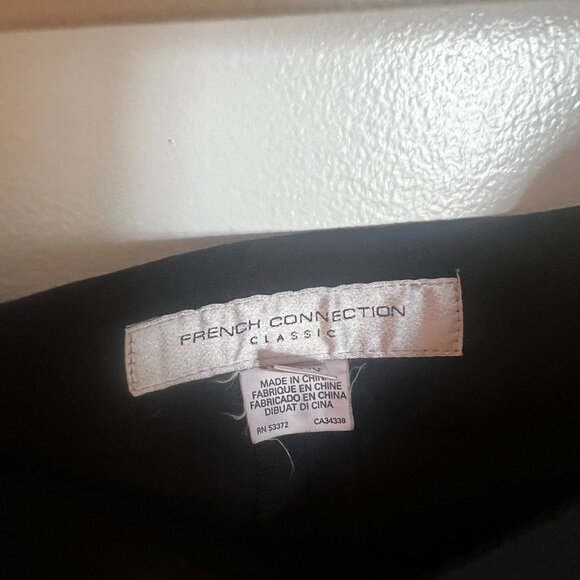 FRENCH CONNECTION
CLASSIC
MADE IN CHINA
FABRIQUE EN CHINE
FABRICADO EN CHINA
DIBUAT DI CINA
RN 53372 CA34338